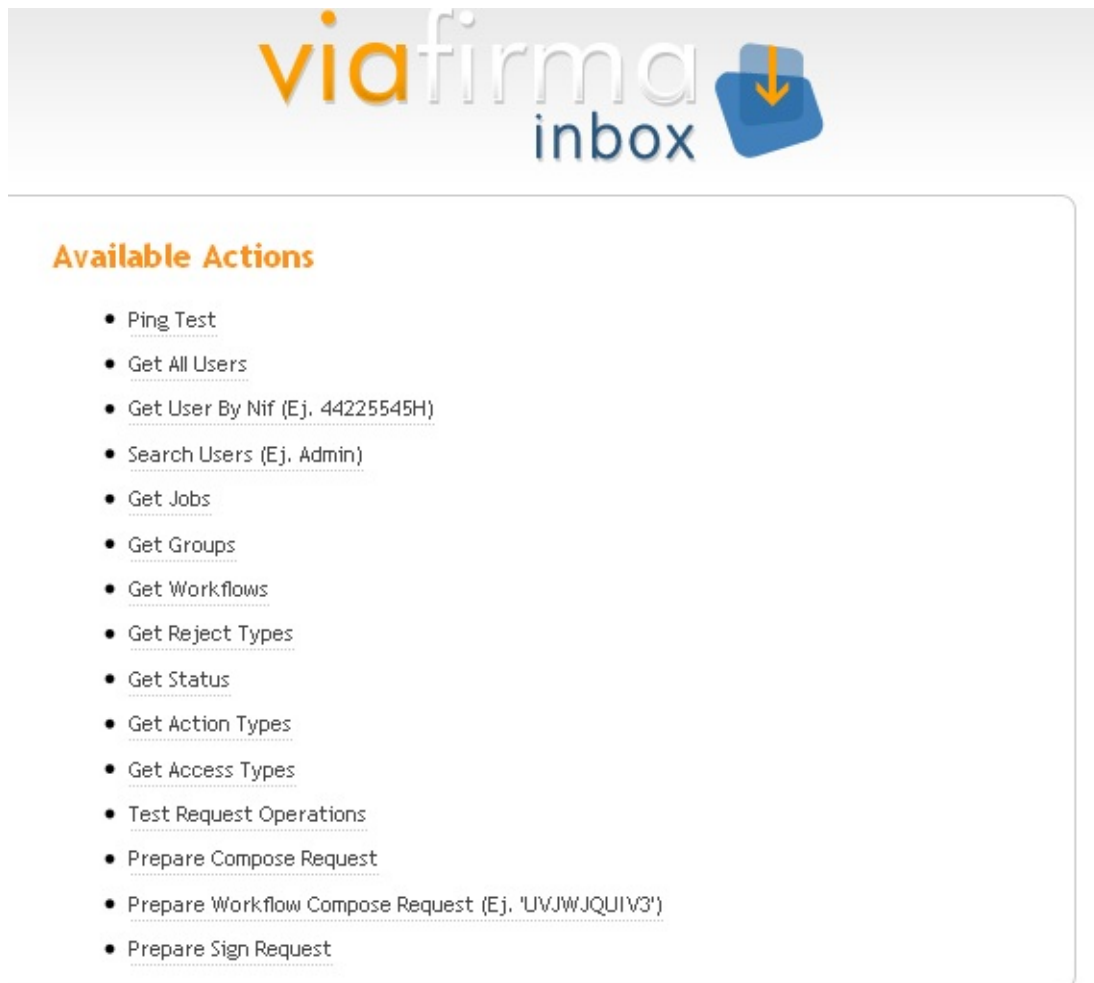 viafirma
inbox
Available Actions
Ping Test
Get All Users
Get User By Nif (Ej. 44225545H)
Search Users (Ej. Admin)
Get Jobs
Get Groups
Get Workflows
Get Reject Types
Get Status
Get Action Types
Get Access Types
Test Request Operations
Prepare Compose Request
Prepare Workflow Compose Request (Ej. 'UVJWJQUIV3')
Prepare Sign Request